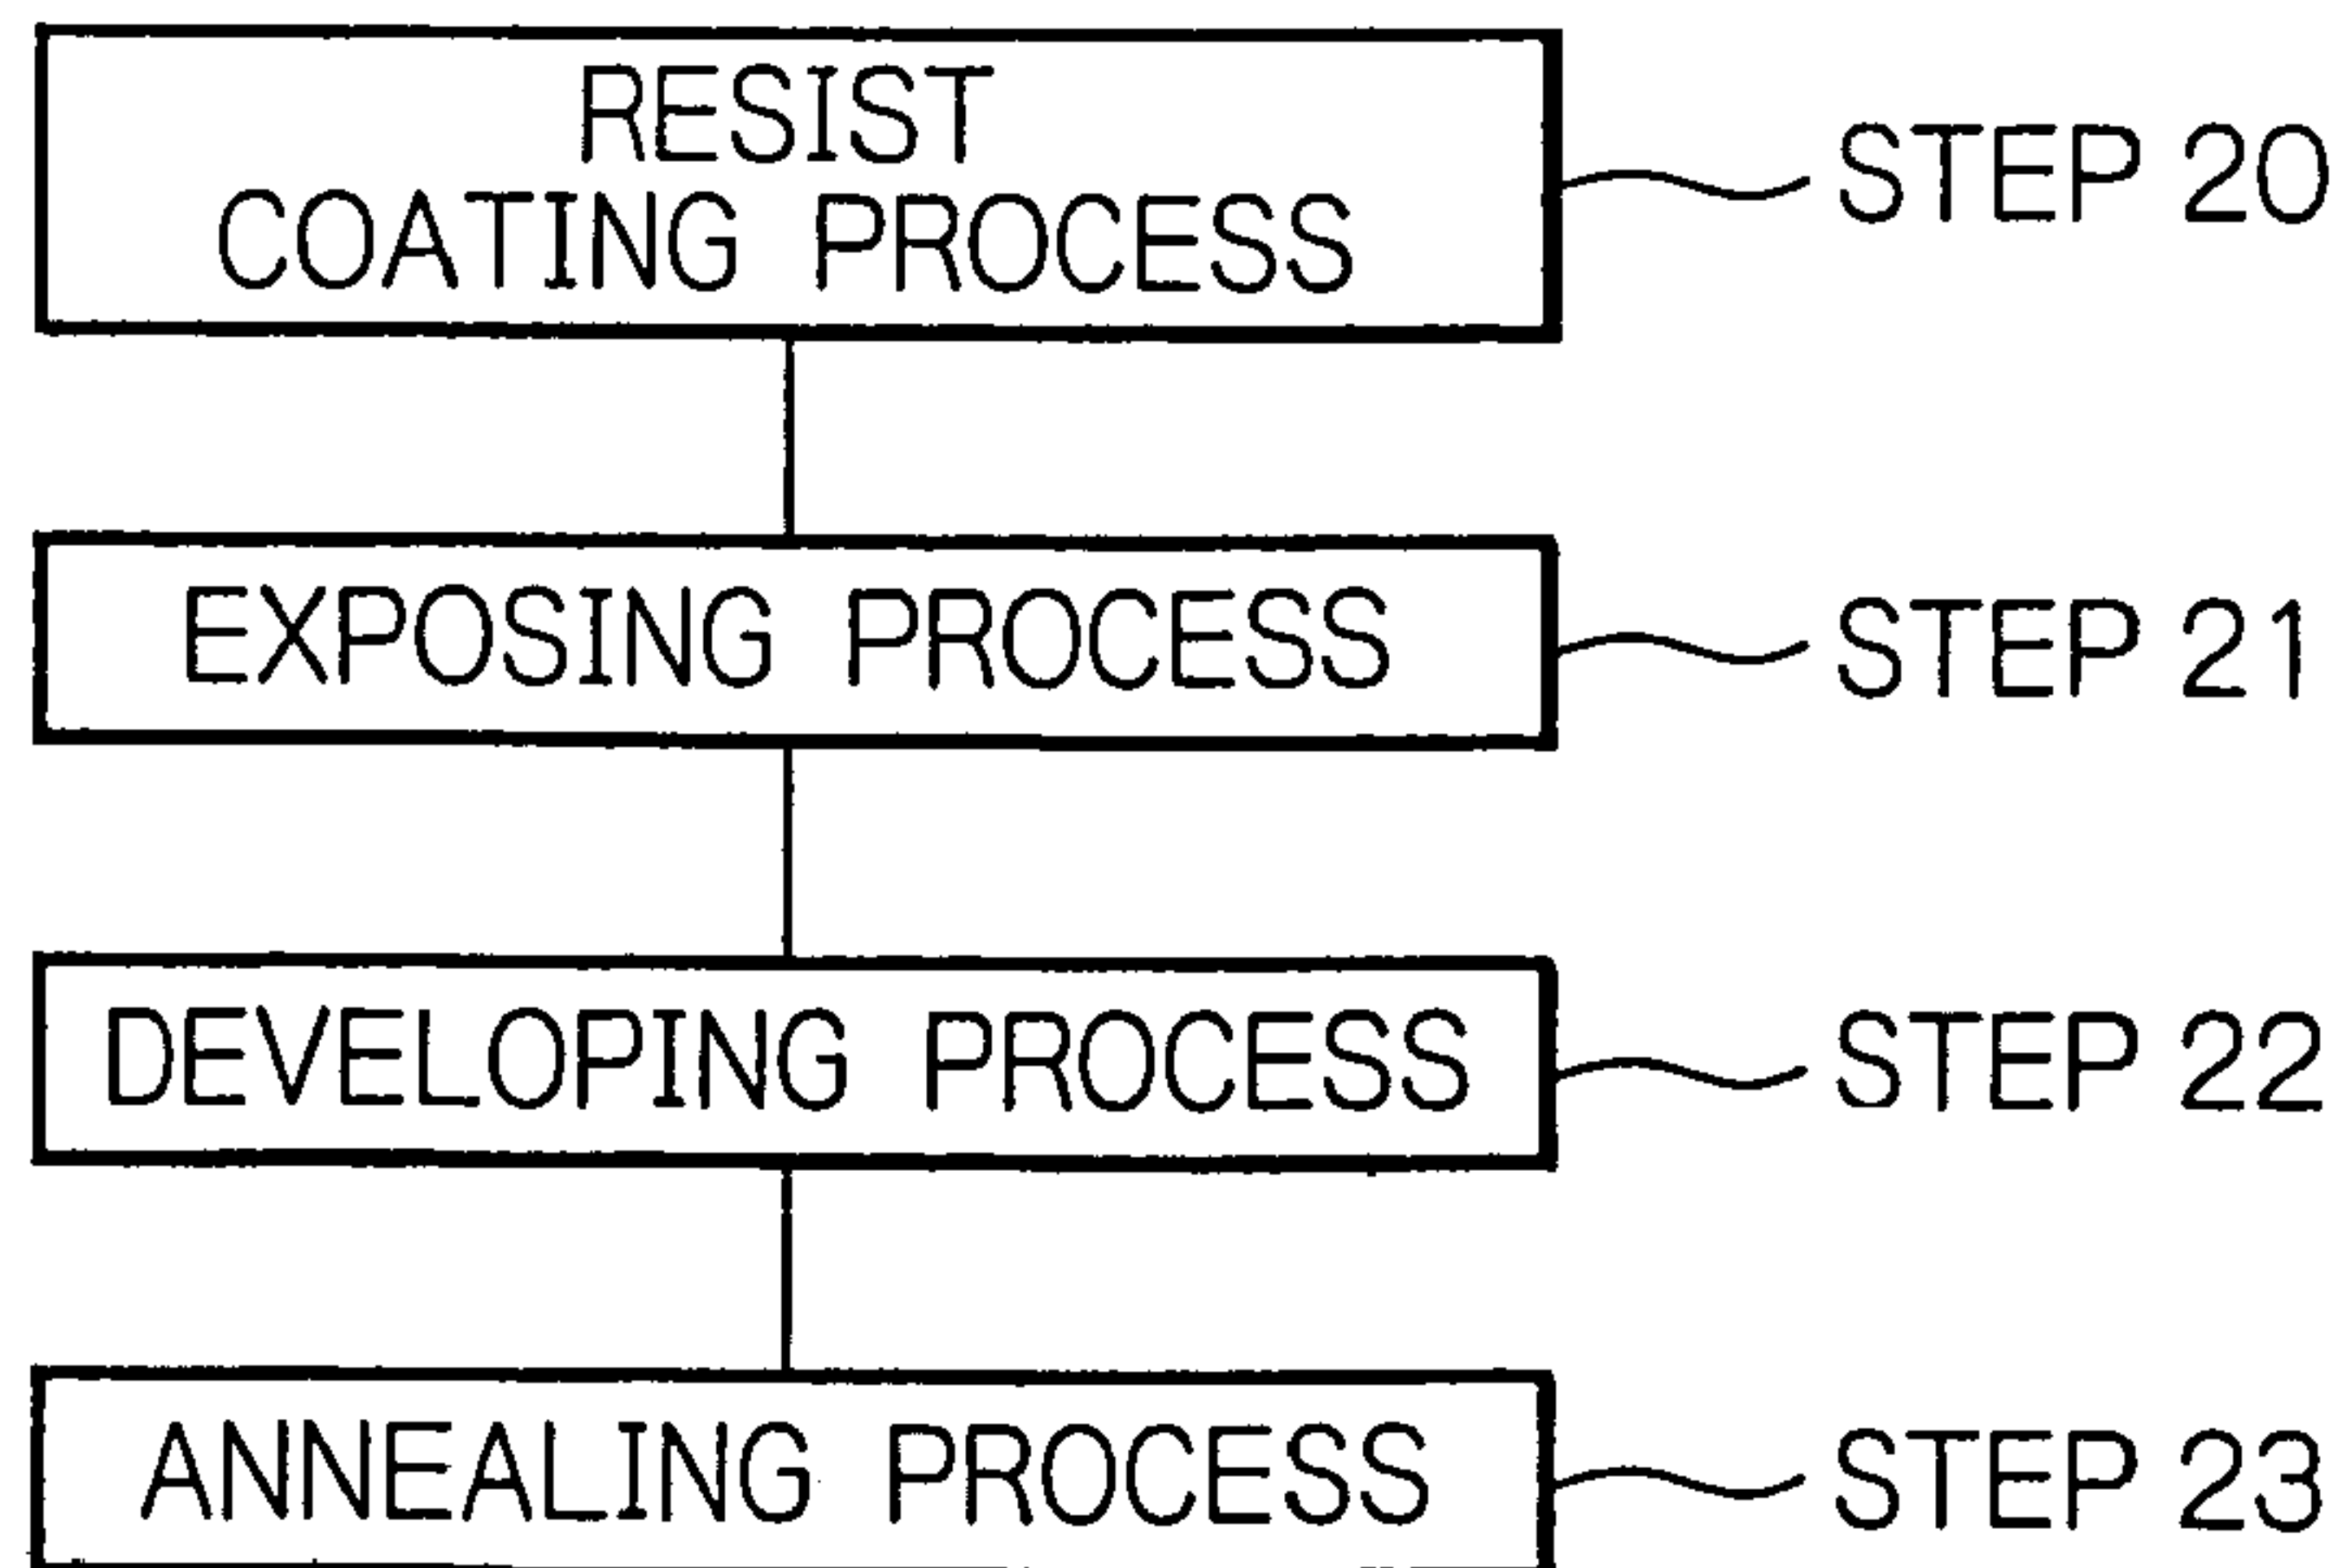 RESIST
COATING PROCESS
STEP 20
EXPOSING PROCESS
STEP 21
DEVELOPING PROCESS
STEP 22
ANNEALING PROCESS
STEP 23